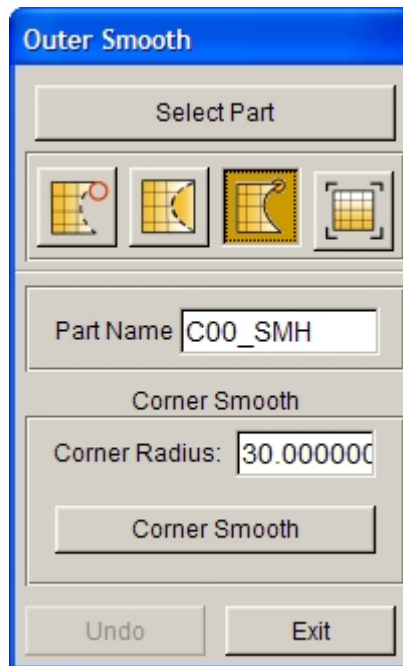 Outer Smooth
Select Part
Part Name C00_SMH
Corner Smooth
Corner Radius: 30.000000
Corner Smooth
Undo Exit